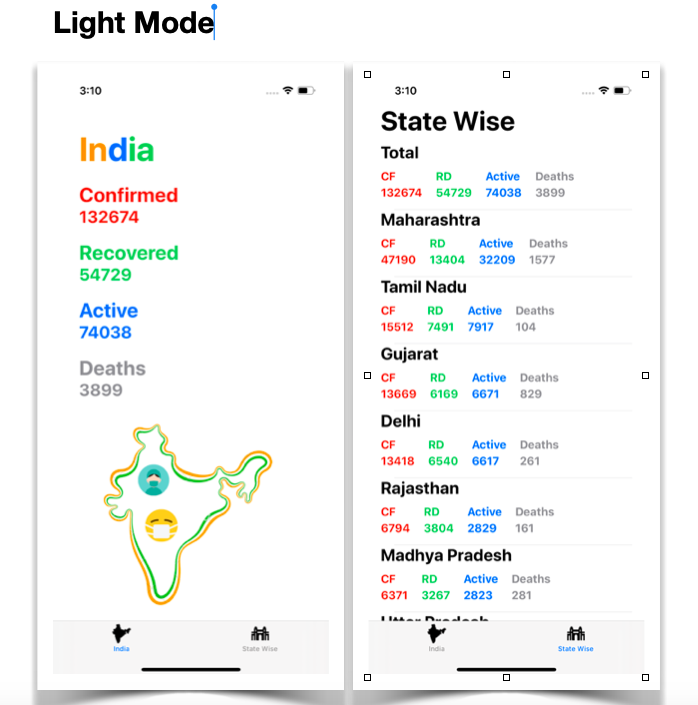 Light Mode
3:10
India
Confirmed
132674
Recovered
54729
Active
74038
Deaths
3899
India
State Wise
3:10
State Wise
Total
CF RD Active Deaths
132674 54729 74038 3899
Maharashtra
CF RD Active Deaths
47190 13404 32209 1577
Tamil Nadu
CF RD Active Deaths
15512 7491 7917 104
Gujarat
CF RD Active Deaths
13669 6169 6671 829
Delhi
CF RD Active Deaths
13418 6540 6617 261
Rajasthan
CF RD Active Deaths
6794 3804 2829 161
Madhya Pradesh
CF RD Active Deaths
6371 3267 2823 281
Uttar Pradesh
India
State Wise